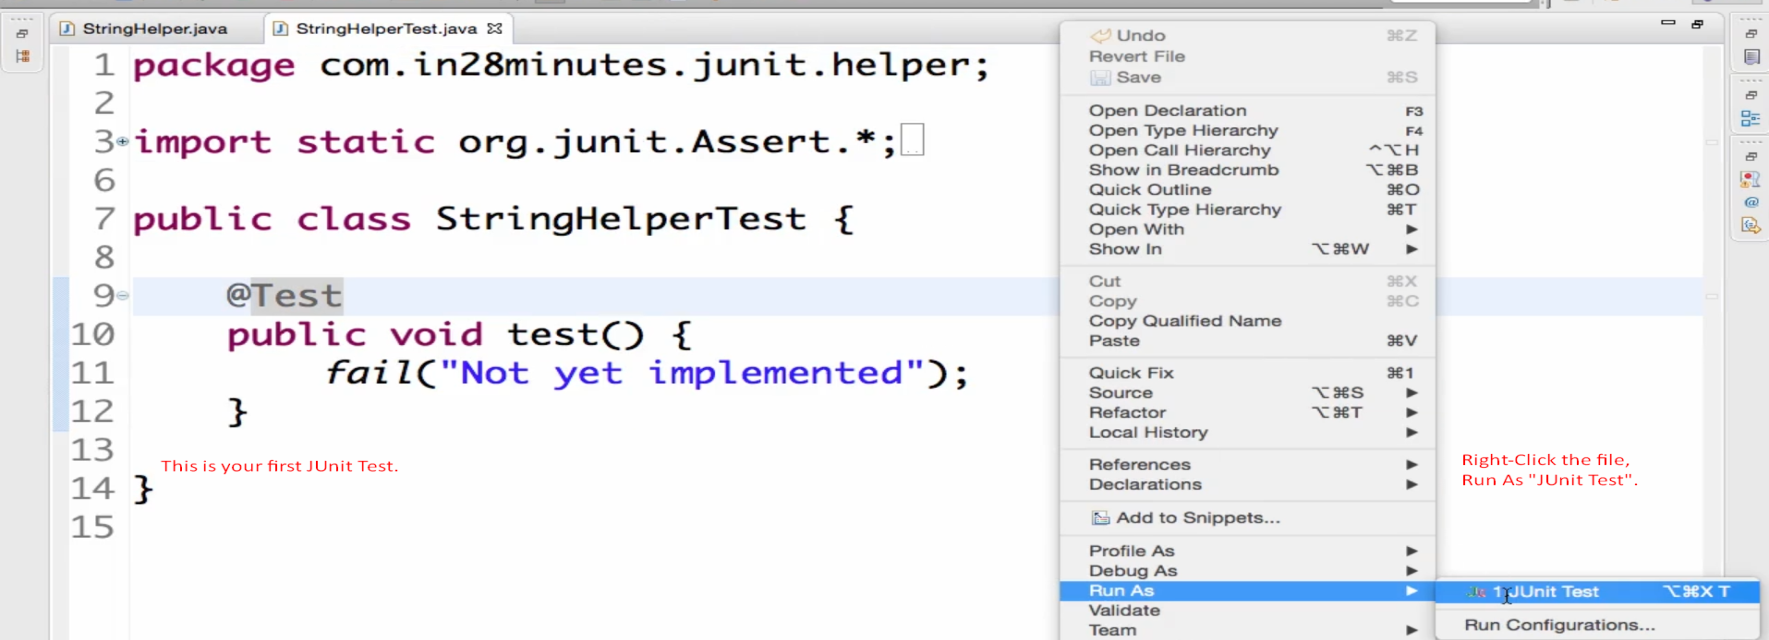 StringHelper.java
StringHelperTest.java
1 package com.in28minutes.junit.helper;
2
3 import static org.junit.Assert.*;
6
7 public class StringHelperTest {
8
9 @Test
10 public void test() {
11 fail("Not yet implemented");
12 }
13
This is your first JUnit Test.
14 }
15
Undo ⌘Z
Revert File
Save ⌘S
Open Declaration F3
Open Type Hierarchy F4
Open Call Hierarchy ^⌥H
Show in Breadcrumb ⌥⌘B
Quick Outline ⌘O
Quick Type Hierarchy ⌘T
Open With
Show In ⌥⌘W
Cut ⌘X
Copy ⌘C
Copy Qualified Name
Paste ⌘V
Quick Fix ⌘1
Source ⌥⌘S
Refactor ⌥⌘T
Local History
References
Declarations
Add to Snippets...
Profile As
Debug As
Run As
Validate
Team
Right-Click the file,
Run As "JUnit Test".
1 JUnit Test ⌥⌘X T
Run Configurations...